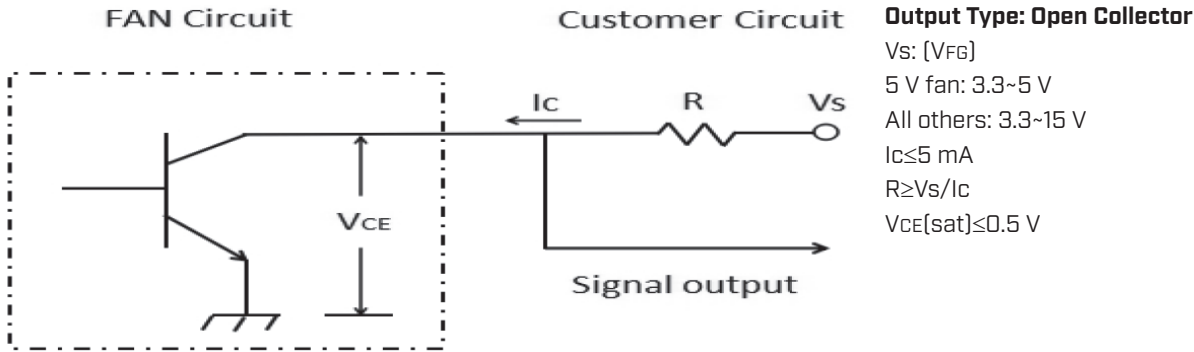 FAN Circuit
Customer Circuit
Ic
R
Vs
VCE
Signal output
Output Type: Open Collector
Vs: (VFG)
5 V fan: 3.3~5 V
All others: 3.3~15 V
Ic≤5 mA
R≥Vs/Ic
VCE(sat)≤0.5 V